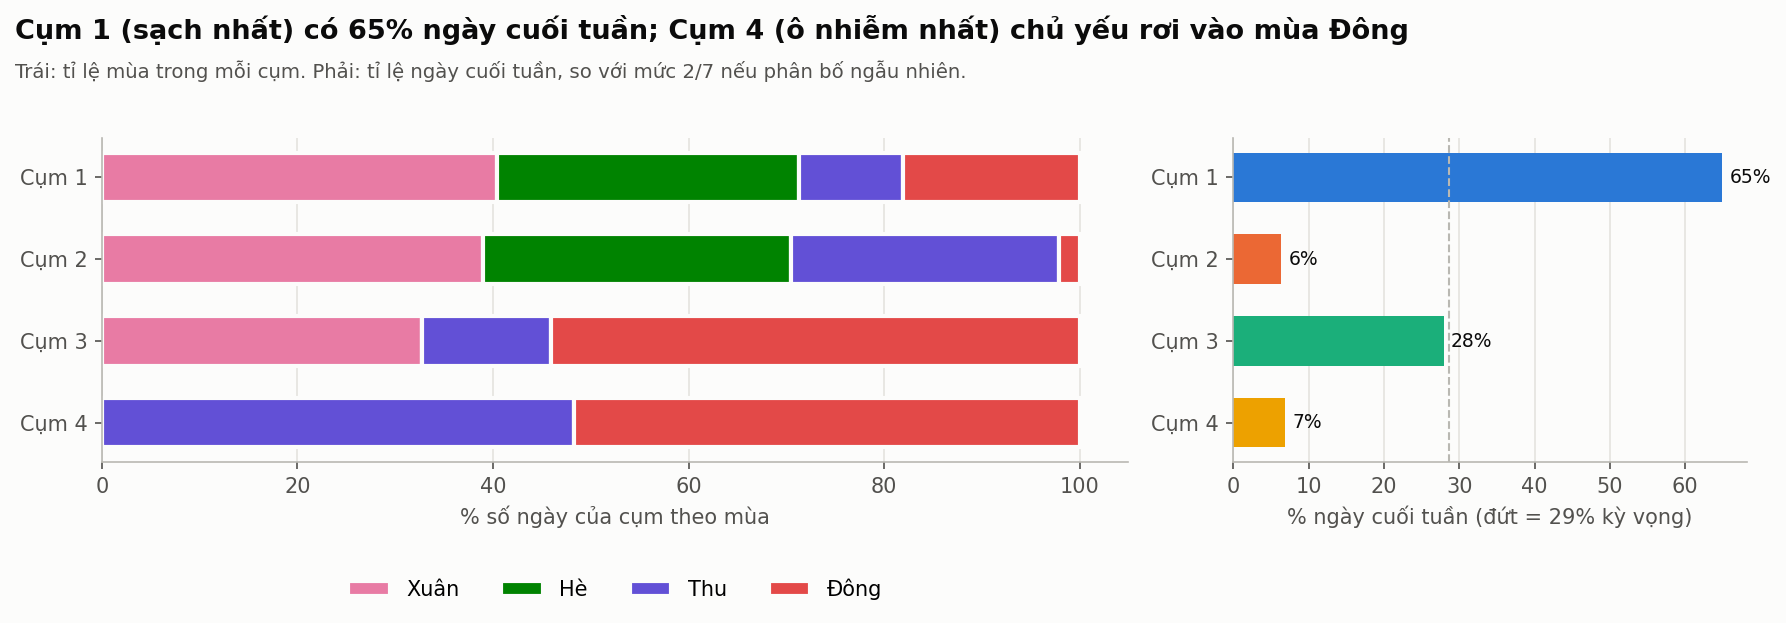 Cụm 1 (sạch nhất) có 65% ngày cuối tuần; Cụm 4 (ô nhiễm nhất) chủ yếu rơi vào mùa Đông
Trái: tỉ lệ mùa trong mỗi cụm. Phải: tỉ lệ ngày cuối tuần, so với mức 2/7 nếu phân bố ngẫu nhiên.
Cụm 1
Cụm 2
Cụm 3
Cụm 4
0 20 40 60 80 100
% số ngày của cụm theo mùa
Xuân Hè Thu Đông
Cụm 1 65%
Cụm 2 6%
Cụm 3 28%
Cụm 4 7%
0 10 20 30 40 50 60
% ngày cuối tuần (đứt = 29% kỳ vọng)